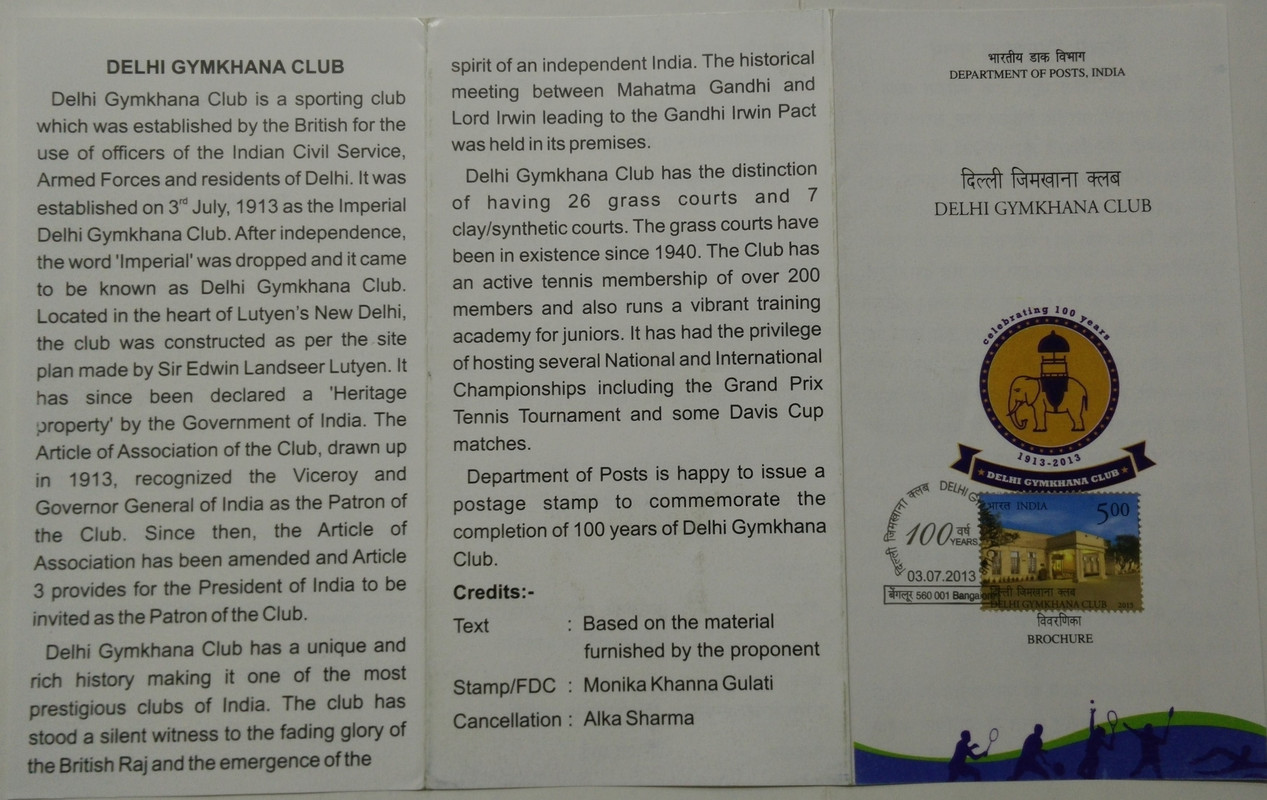 DELHI GYMKHANA CLUB
Delhi Gymkhana Club is a sporting club
which was established by the British for the
use of officers of the Indian Civil Service,
Armed Forces and residents of Delhi. It was
established on 3rd July, 1913 as the Imperial
Delhi Gymkhana Club. After independence,
the word 'Imperial' was dropped and it came
to be known as Delhi Gymkhana Club.
Located in the heart of Lutyen's New Delhi,
the club was constructed as per the site
plan made by Sir Edwin Landseer Lutyen. It
has since been declared a 'Heritage
property' by the Government of India. The
Article of Association of the Club, drawn up
in 1913, recognized the Viceroy and
Governor General of India as the Patron of
the Club. Since then, the Article of
Association has been amended and Article
3 provides for the President of India to be
invited as the Patron of the Club.
Delhi Gymkhana Club has a unique and
rich history making it one of the most
prestigious clubs of India. The club has
stood a silent witness to the fading glory of
the British Raj and the emergence of the
spirit of an independent India. The historical
meeting between Mahatma Gandhi and
Lord Irwin leading to the Gandhi Irwin Pact
was held in its premises.
Delhi Gymkhana Club has the distinction
of having 26 grass courts and 7
clay/synthetic courts. The grass courts have
been in existence since 1940. The Club has
an active tennis membership of over 200
members and also runs a vibrant training
academy for juniors. It has had the privilege
of hosting several National and International
Championships including the Grand Prix
Tennis Tournament and some Davis Cup
matches.
Department of Posts is happy to issue a
postage stamp to commemorate the
completion of 100 years of Delhi Gymkhana
Club.
Credits:-
Text : Based on the material
furnished by the proponent
Stamp/FDC : Monika Khanna Gulati
Cancellation : Alka Sharma
भारतीय डाक विभाग
DEPARTMENT OF POSTS, INDIA
दिल्ली जिमखाना क्लब
DELHI GYMKHANA CLUB
celebrating 100 years
1913-2013
DELHI GYMKHANA CLUB
दिल्ली जिमखाना क्लब DELHI
भारत INDIA 5.00
100 वर्ष
YEARS
03.07.2013
बेंगलूर 560 001 Bangalore
दिल्ली जिमखाना क्लब
DELHI GYMKHANA CLUB 2013
विवरणिका
BROCHURE